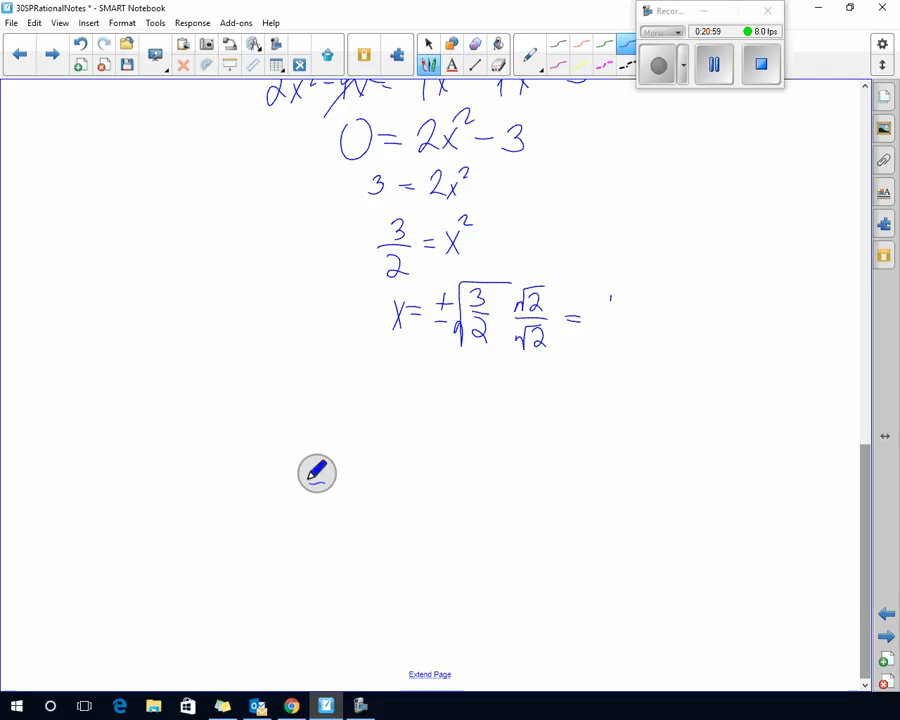 30SPRationalNotes * - SMART Notebook
Recor...
File Edit View Insert Format Tools Response Add-ons Help
Menu 0:20:59 8.0 fps
0 = 2x² - 3
3 = 2x²
3/2 = x²
x = ±√(3/2) √2/√2 =
Extend Page